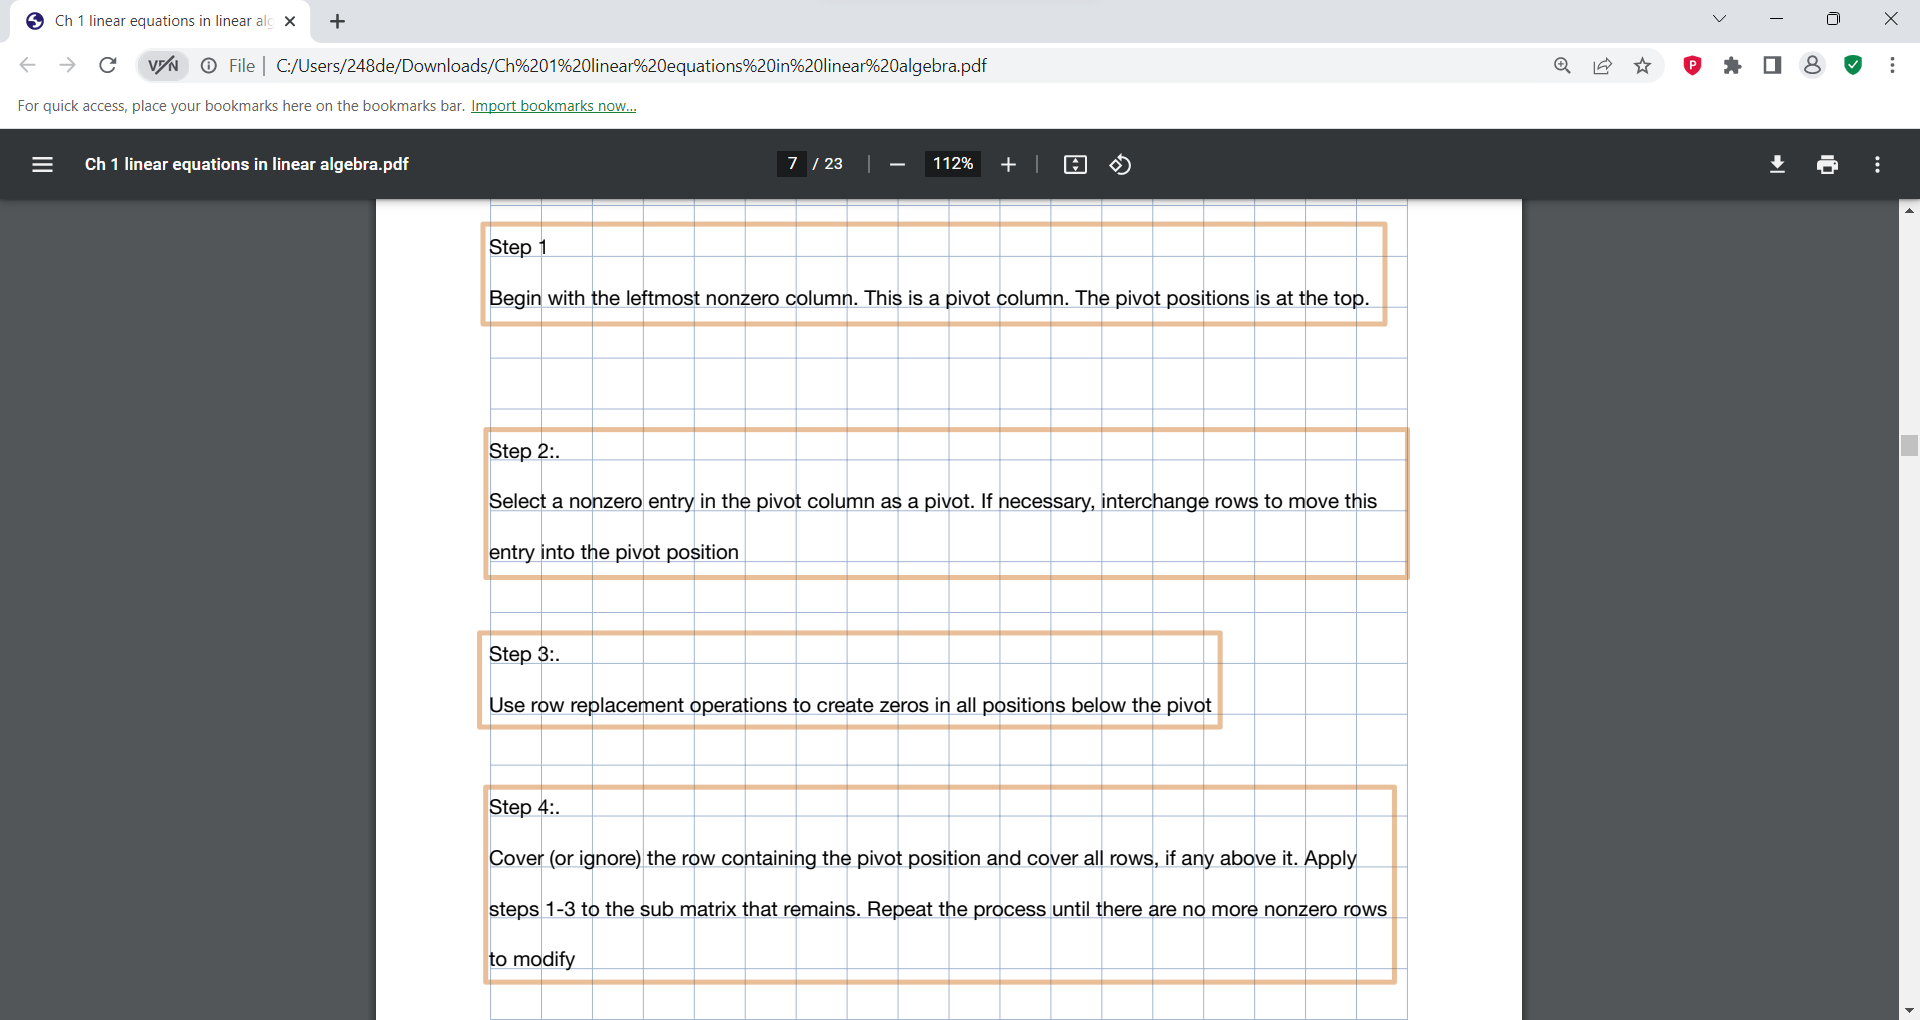 Ch 1 linear equations in linear alg
VPN
File
C:/Users/248de/Downloads/Ch%201%20linear%20equations%20in%20linear%20algebra.pdf
P
For quick access, place your bookmarks here on the bookmarks bar. Import bookmarks now...
Ch 1 linear equations in linear algebra.pdf
7 / 23
112%
Step 1
Begin with the leftmost nonzero column. This is a pivot column. The pivot positions is at the top.
Step 2:.
Select a nonzero entry in the pivot column as a pivot. If necessary, interchange rows to move this
entry into the pivot position
Step 3:.
Use row replacement operations to create zeros in all positions below the pivot
Step 4:.
Cover (or ignore) the row containing the pivot position and cover all rows, if any above it. Apply
steps 1-3 to the sub matrix that remains. Repeat the process until there are no more nonzero rows
to modify